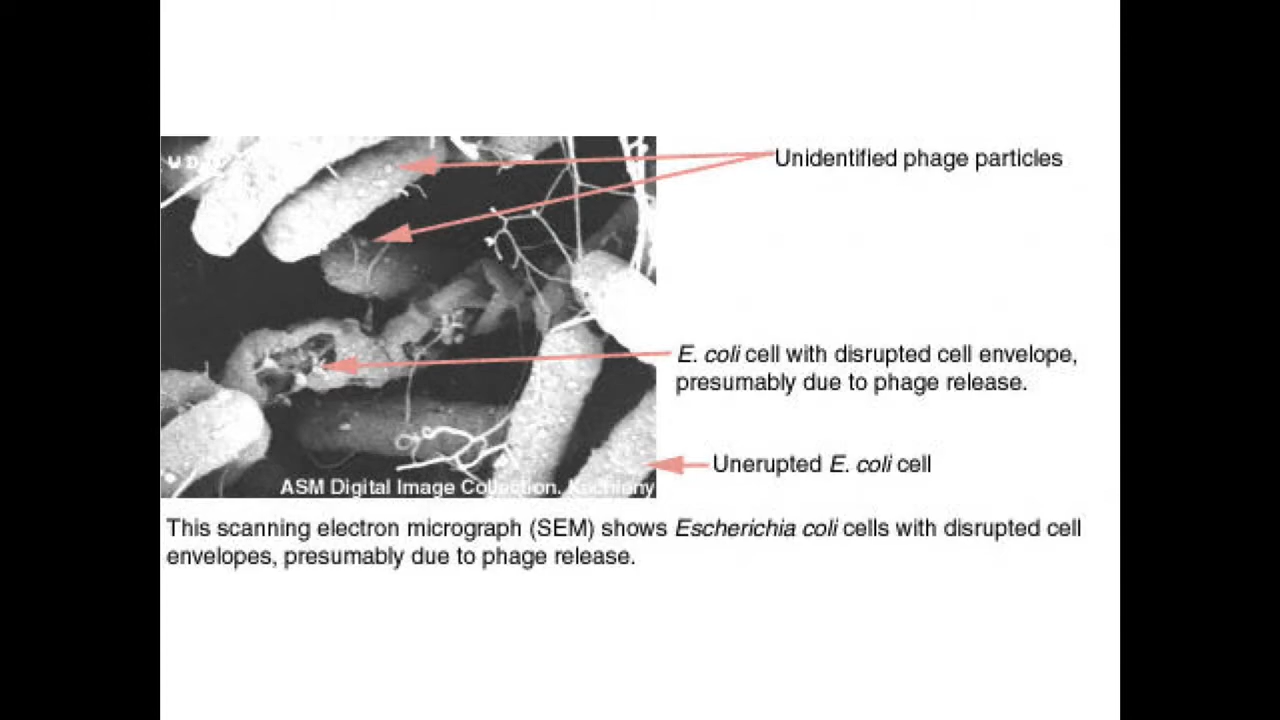 Unidentified phage particles
E. coli cell with disrupted cell envelope,
presumably due to phage release.
Unerupted E. coli cell
ASM Digital Image Collection.
This scanning electron micrograph (SEM) shows Escherichia coli cells with disrupted cell
envelopes, presumably due to phage release.